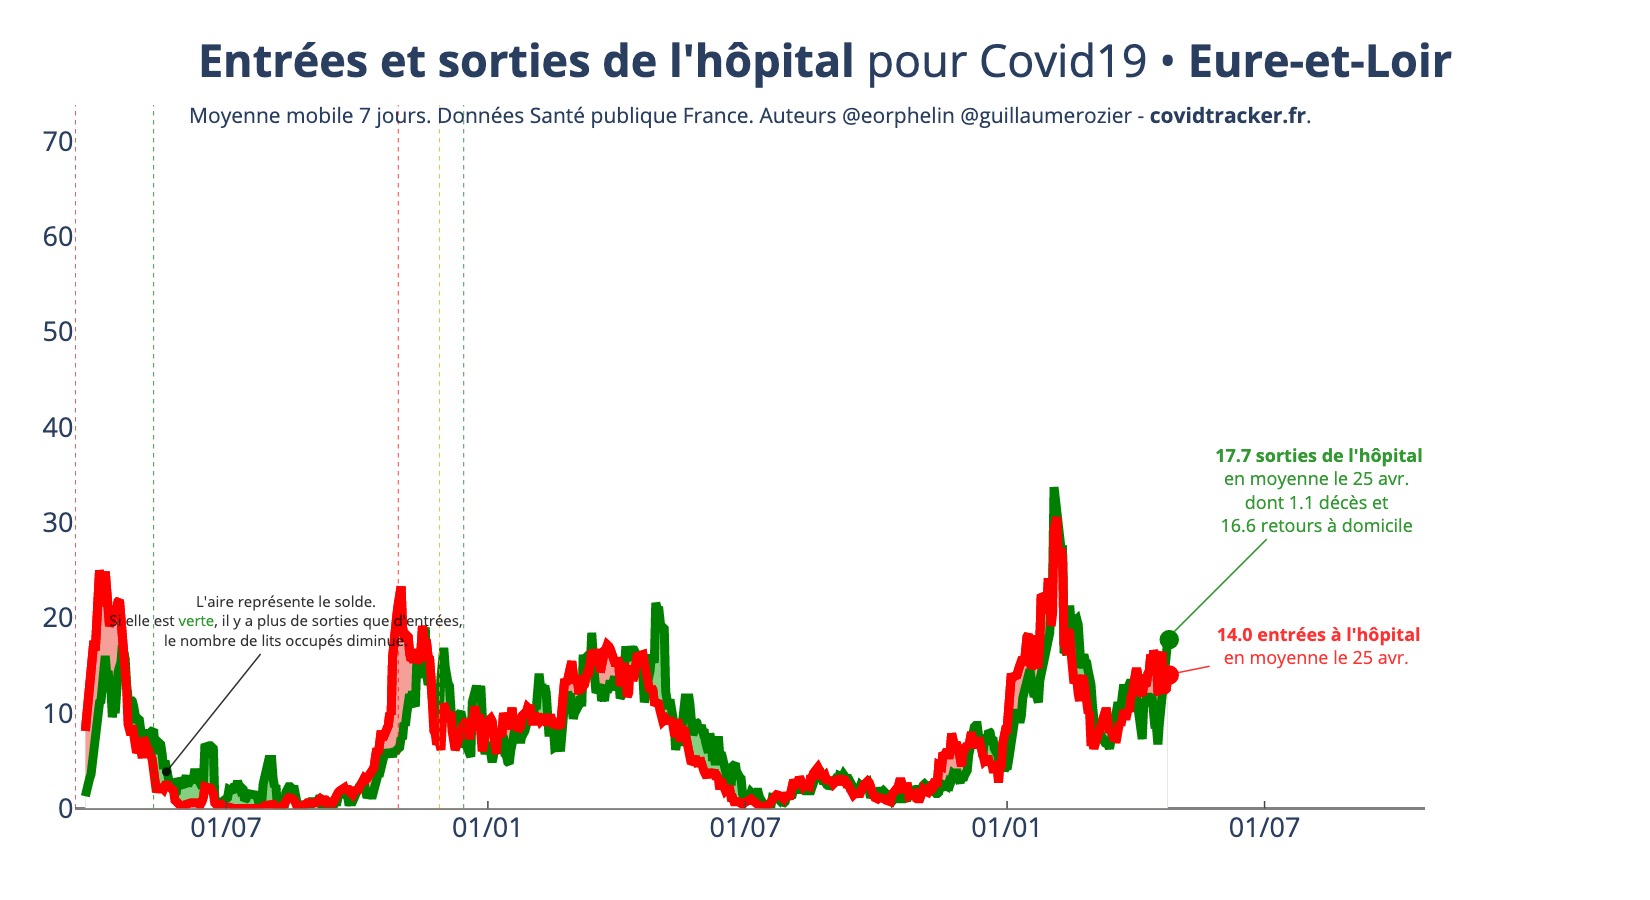 Entrées et sorties de l'hôpital pour Covid19 • Eure-et-Loir
Moyenne mobile 7 jours. Données Santé publique France. Auteurs @eorphelin @guillaumerozier - covidtracker.fr.
70
60
50
40
30
20
10
0
17.7 sorties de l'hôpital
en moyenne le 25 avr.
dont 1.1 décès et
16.6 retours à domicile
L'aire représente le solde.
Si elle est verte, il y a plus de sorties que d'entrées,
le nombre de lits occupés diminue.
14.0 entrées à l'hôpital
en moyenne le 25 avr.
01/07
01/01
01/07
01/01
01/07